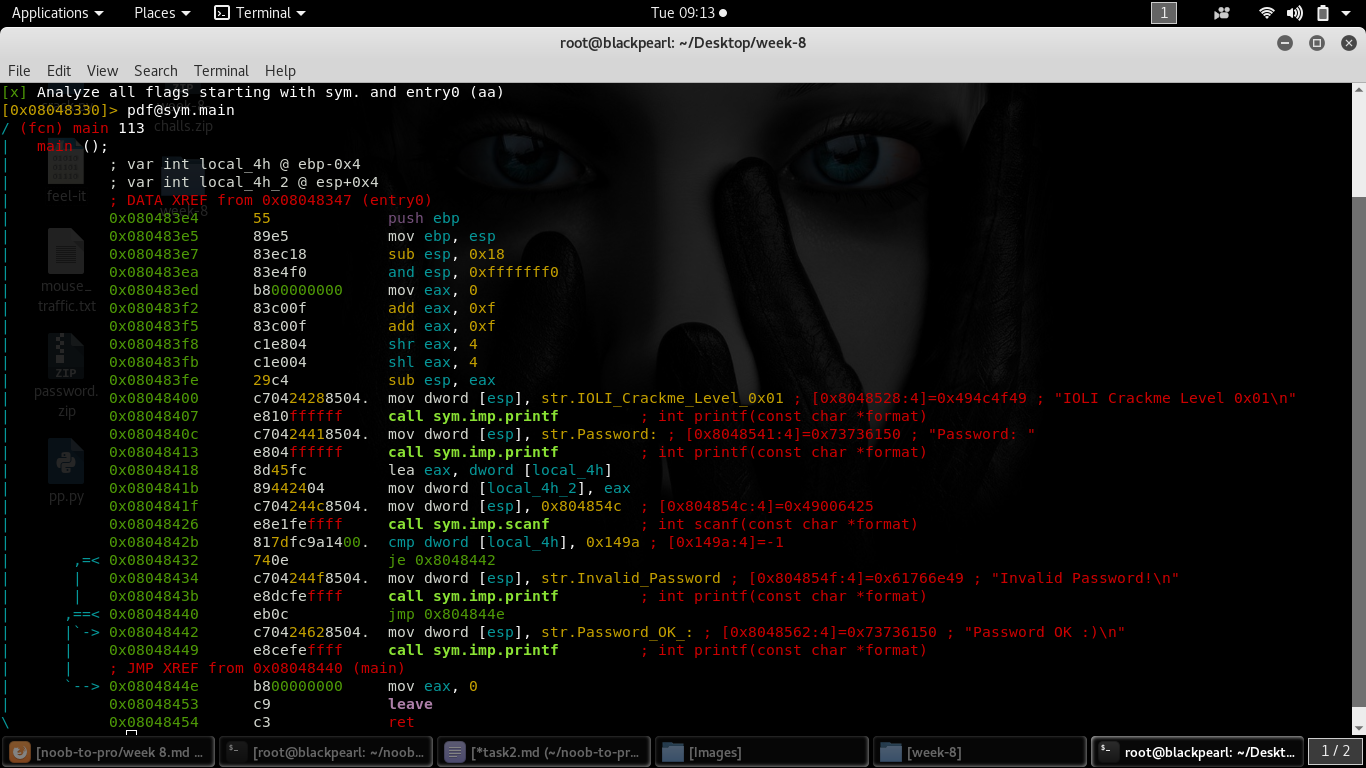 Applications Places Terminal Tue 09:13 1
root@blackpearl: ~/Desktop/week-8
File Edit View Search Terminal Help
[x] Analyze all flags starting with sym. and entry0 (aa)
[0x08048330]> pdf@sym.main
/ (fcn) main 113
challs.zip
| main ();
| ; var int local_4h @ ebp-0x4
| ; var int local_4h_2 @ esp+0x4
feel-it
| ; DATA XREF from 0x08048347 (entry0)
week-8
| 0x080483e4 55 push ebp
| 0x080483e5 89e5 mov ebp, esp
| 0x080483e7 83ec18 sub esp, 0x18
| 0x080483ea 83e4f0 and esp, 0xfffffff0
mouse_
| 0x080483ed b800000000 mov eax, 0
traffic.txt
| 0x080483f2 83c00f add eax, 0xf
| 0x080483f5 83c00f add eax, 0xf
| 0x080483f8 c1e804 shr eax, 4
| 0x080483fb c1e004 shl eax, 4
ZIP
| 0x080483fe 29c4 sub esp, eax
password.
zip
| 0x08048400 c70424288504. mov dword [esp], str.IOLI_Crackme_Level_0x01 ; [0x8048528:4]=0x494c4f49 ; "IOLI Crackme Level 0x01\n"
| 0x08048407 e810ffffff call sym.imp.printf ; int printf(const char *format)
| 0x0804840c c70424418504. mov dword [esp], str.Password: ; [0x8048541:4]=0x73736150 ; "Password: "
| 0x08048413 e804ffffff call sym.imp.printf ; int printf(const char *format)
| 0x08048418 8d45fc lea eax, dword [local_4h]
| 0x0804841b 89442404 mov dword [local_4h_2], eax
pp.py
| 0x0804841f c704244c8504. mov dword [esp], 0x804854c ; [0x804854c:4]=0x49006425
| 0x08048426 e8e1feffff call sym.imp.scanf ; int scanf(const char *format)
| 0x0804842b 817dfc9a1400. cmp dword [local_4h], 0x149a ; [0x149a:4]=-1
| ,=< 0x08048432 740e je 0x8048442
| | 0x08048434 c704244f8504. mov dword [esp], str.Invalid_Password ; [0x804854f:4]=0x61766e49 ; "Invalid Password!\n"
| | 0x0804843b e8dcfeffff call sym.imp.printf ; int printf(const char *format)
| ,==< 0x08048440 eb0c jmp 0x804844e
| |`-> 0x08048442 c70424628504. mov dword [esp], str.Password_OK_: ; [0x8048562:4]=0x73736150 ; "Password OK :)\n"
| | 0x08048449 e8cefeffff call sym.imp.printf ; int printf(const char *format)
| | ; JMP XREF from 0x08048440 (main)
| `--> 0x0804844e b800000000 mov eax, 0
| 0x08048453 c9 leave
\ 0x08048454 c3 ret
[noob-to-pro/week 8.md ... [root@blackpearl: ~/noob... [*task2.md (~/noob-to-pr... [Images] [week-8] root@blackpearl: ~/Deskt... 1 / 2